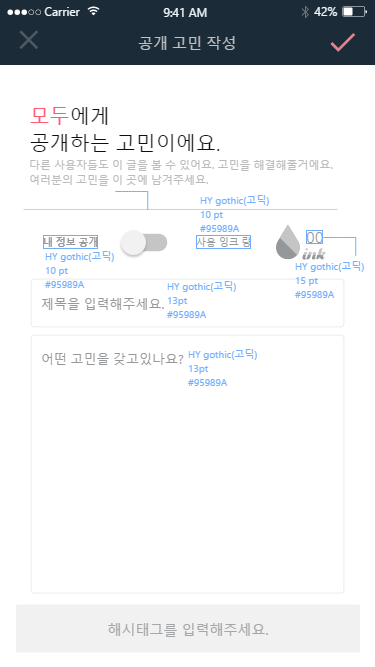 Carrier
9:41 AM
42%
공개 고민 작성
모두에게
공개하는 고민이에요.
다른 사용자들도 이 글을 볼 수 있어요. 고민을 해결해줄거에요.
여러분의 고민을 이 곳에 남겨주세요.
HY gothic(고딕)
10 pt
#95989A
내 정보 공개
사용 잉크 량
00
ink
HY gothic(고딕)
10 pt
#95989A
HY gothic(고딕)
15 pt
#95989A
제목을 입력해주세요.
HY gothic(고딕)
13pt
#95989A
어떤 고민을 갖고있나요?
HY gothic(고딕)
13pt
#95989A
해시태그를 입력해주세요.